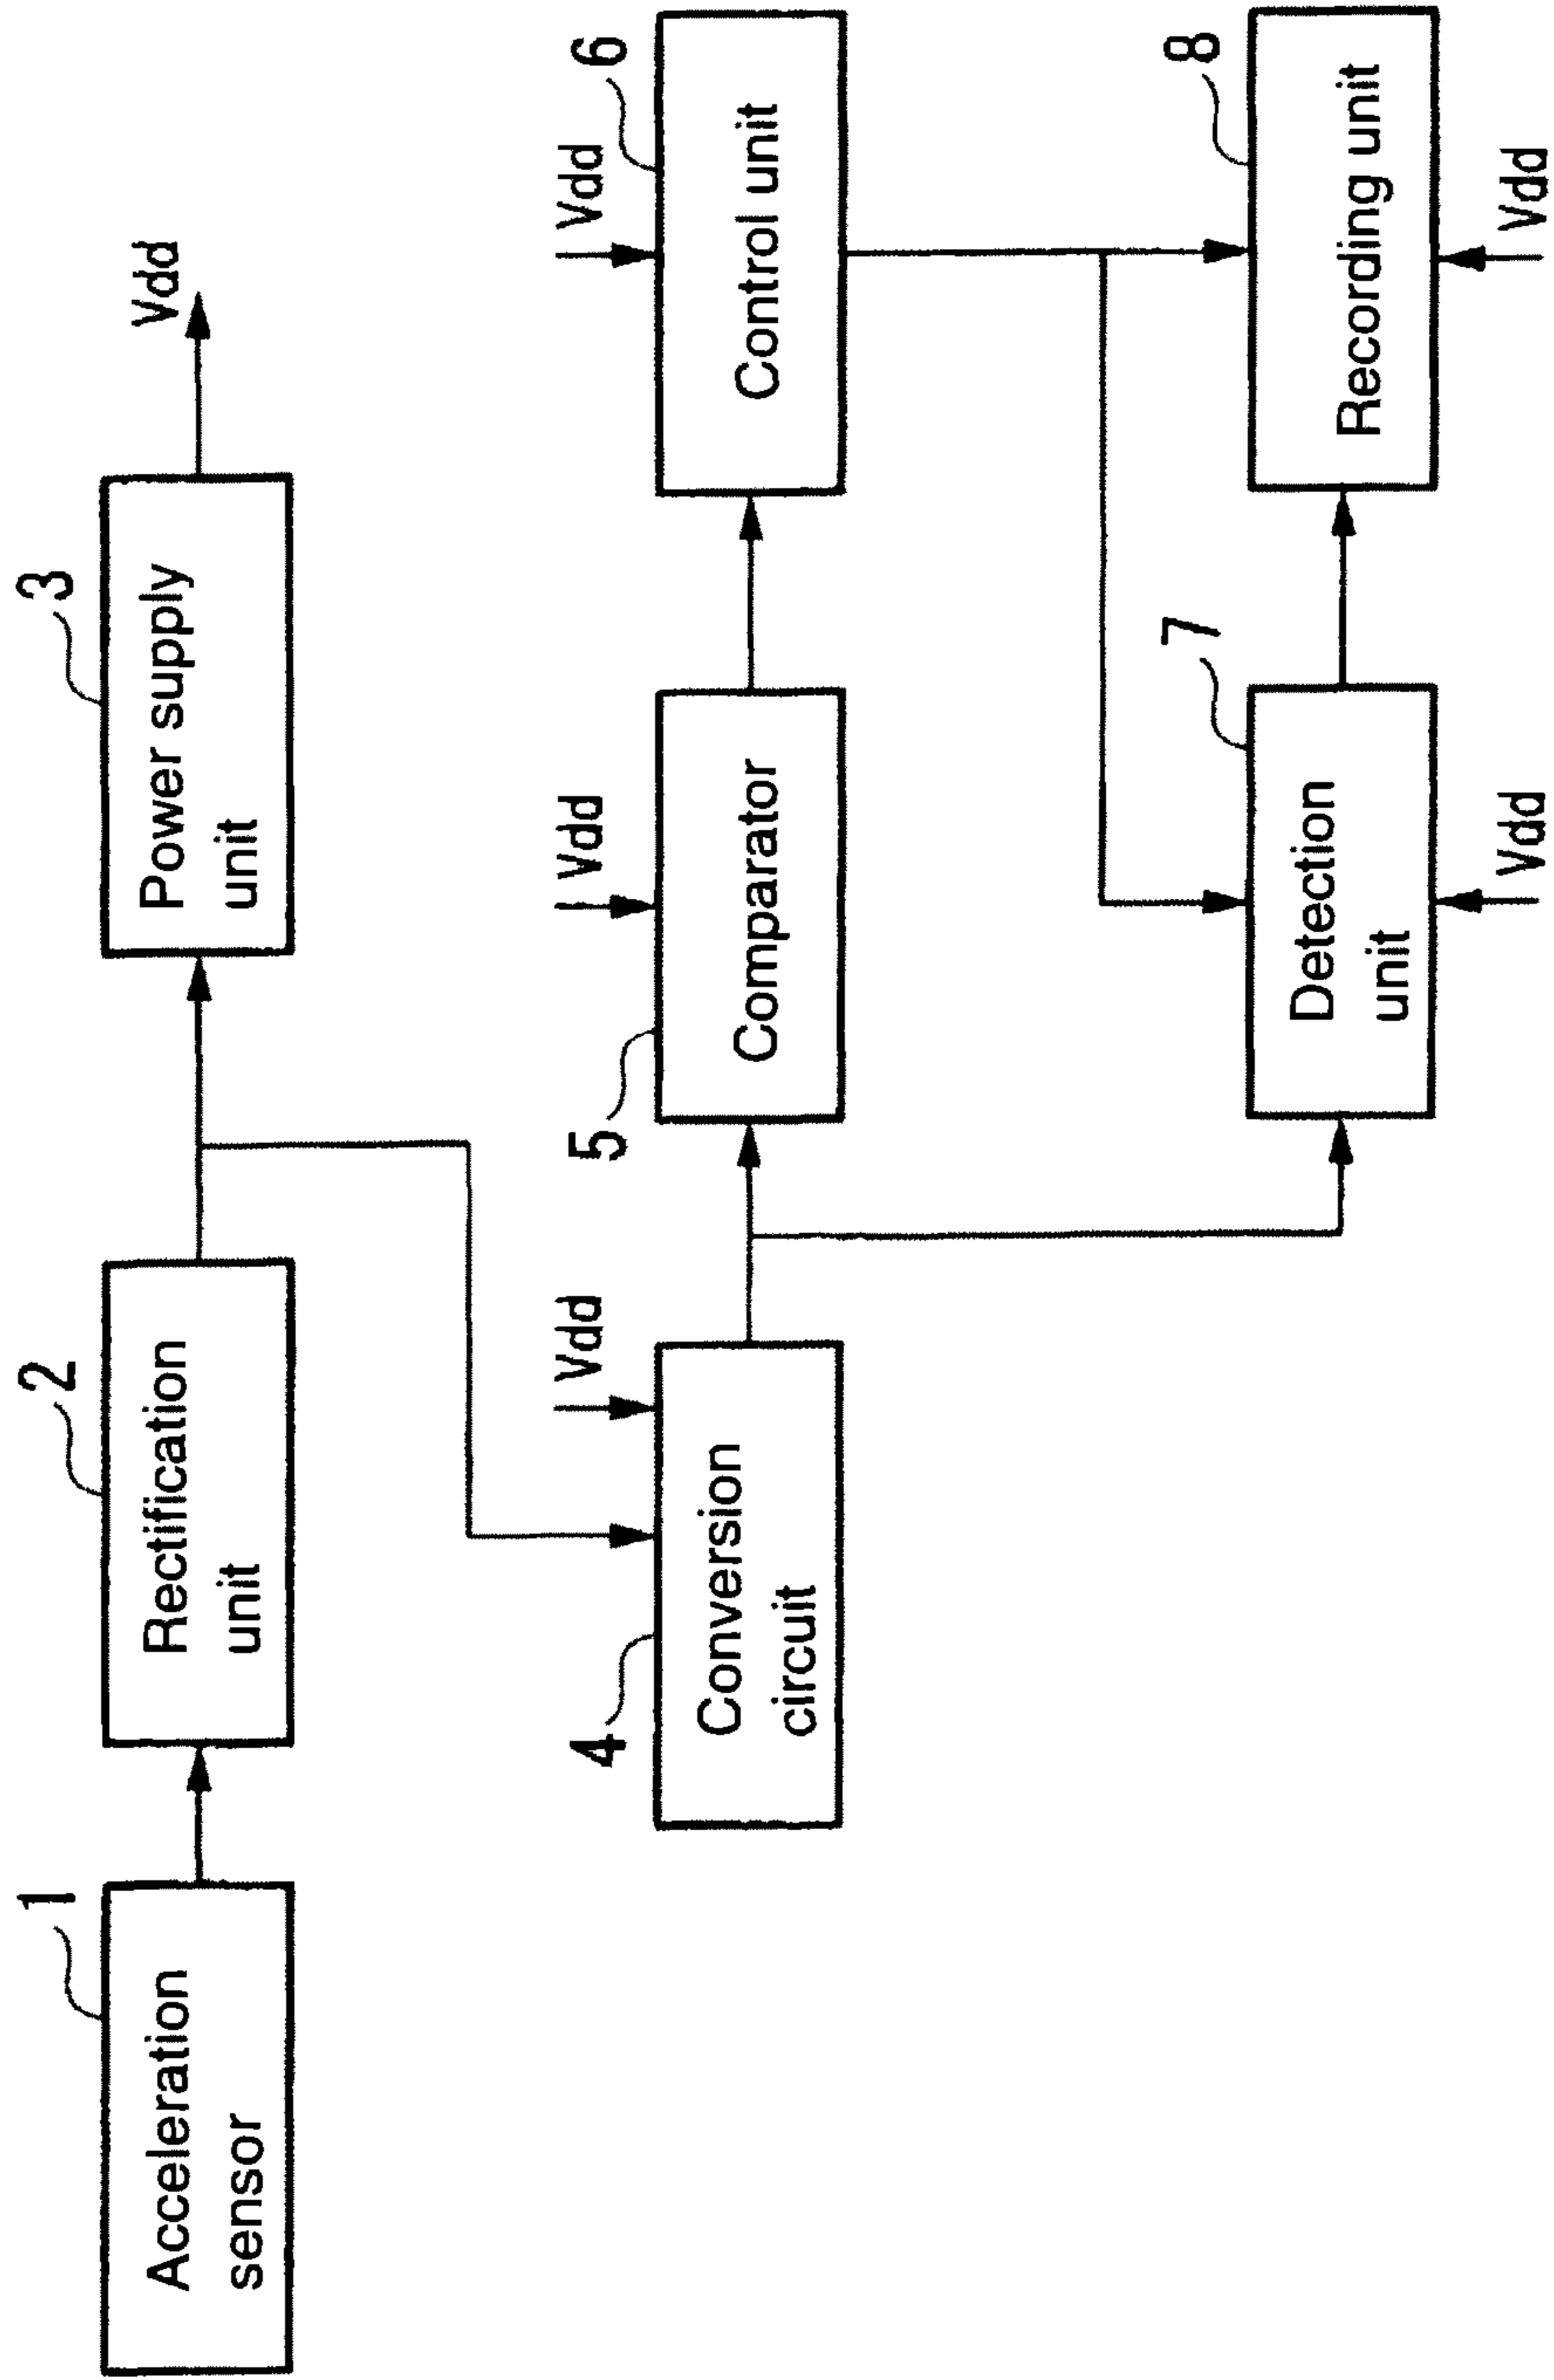 1
Acceleration
sensor
2
Rectification
unit
3
Power supply
unit
Vdd
4
Conversion
circuit
Vdd
5
Comparator
Vdd
6
Control unit
Vdd
7
Detection
unit
Vdd
8
Recording unit
Vdd